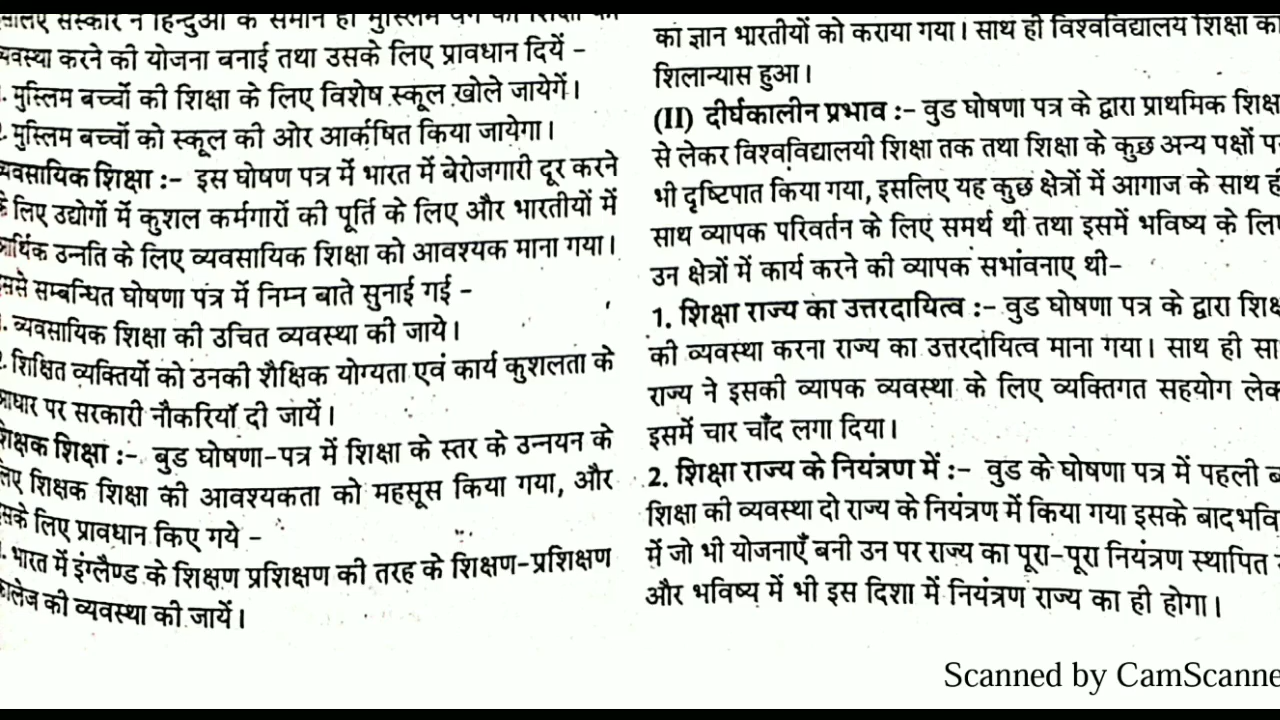 सरकार ने हिन्दुओं के समान ही मुस्लिम
व्यवस्था करने की योजना बनाई तथा उसके लिए प्रावधान दियें -
. मुस्लिम बच्चों की शिक्षा के लिए विशेष स्कूल खोले जायेगें।
. मुस्लिम बच्चों को स्कूल की ओर आर्कषित किया जायेगा।
व्यवसायिक शिक्षा :- इस घोषण पत्र में भारत में बेरोजगारी दूर करने
के लिए उद्योगों में कुशल कर्मगारों की पूर्ति के लिए और भारतीयों में
आर्थिक उन्नति के लिए व्यवसायिक शिक्षा को आवश्यक माना गया।
सम्बन्धित घोषणा पत्र में निम्न बाते सुनाई गई -
. व्यवसायिक शिक्षा की उचित व्यवस्था की जाये।
. शिक्षित व्यक्तियों को उनकी शैक्षिक योग्यता एवं कार्य कुशलता के
आधार पर सरकारी नौकरियाँ दी जायें।
शिक्षक शिक्षा :- बुड घोषणा-पत्र में शिक्षा के स्तर के उन्नयन के
लिए शिक्षक शिक्षा की आवश्यकता को महसूस किया गया, और
के लिए प्रावधान किए गये -
. भारत में इंग्लैण्ड के शिक्षण प्रशिक्षण की तरह के शिक्षण-प्रशिक्षण
कालेज की व्यवस्था की जायें।
का ज्ञान भारतीयों को कराया गया। साथ ही विश्वविद्यालय शिक्षा का
शिलान्यास हुआ।
(II) दीर्घकालीन प्रभाव :- वुड घोषणा पत्र के द्वारा प्राथमिक शिक्ष
से लेकर विश्वविद्यालयी शिक्षा तक तथा शिक्षा के कुछ अन्य पक्षों प
भी दृष्टिपात किया गया, इसलिए यह कुछ क्षेत्रों में आगाज के साथ ही
साथ व्यापक परिवर्तन के लिए समर्थ थी तथा इसमें भविष्य के लि
उन क्षेत्रों में कार्य करने की व्यापक सभांवनाए थी-
1. शिक्षा राज्य का उत्तरदायित्व :- वुड घोषणा पत्र के द्वारा शिक्ष
की व्यवस्था करना राज्य का उत्तरदायित्व माना गया। साथ ही सा
राज्य ने इसकी व्यापक व्यवस्था के लिए व्यक्तिगत सहयोग लेक
इसमें चार चाँद लगा दिया।
2. शिक्षा राज्य के नियंत्रण में :- वुड के घोषणा पत्र में पहली ब
शिक्षा की व्यवस्था दो राज्य के नियंत्रण में किया गया इसके बादभवि
में जो भी योजनाएँ बनी उन पर राज्य का पूरा-पूरा नियंत्रण स्थापित
और भविष्य में भी इस दिशा में नियंत्रण राज्य का ही होगा।
Scanned by CamScanne